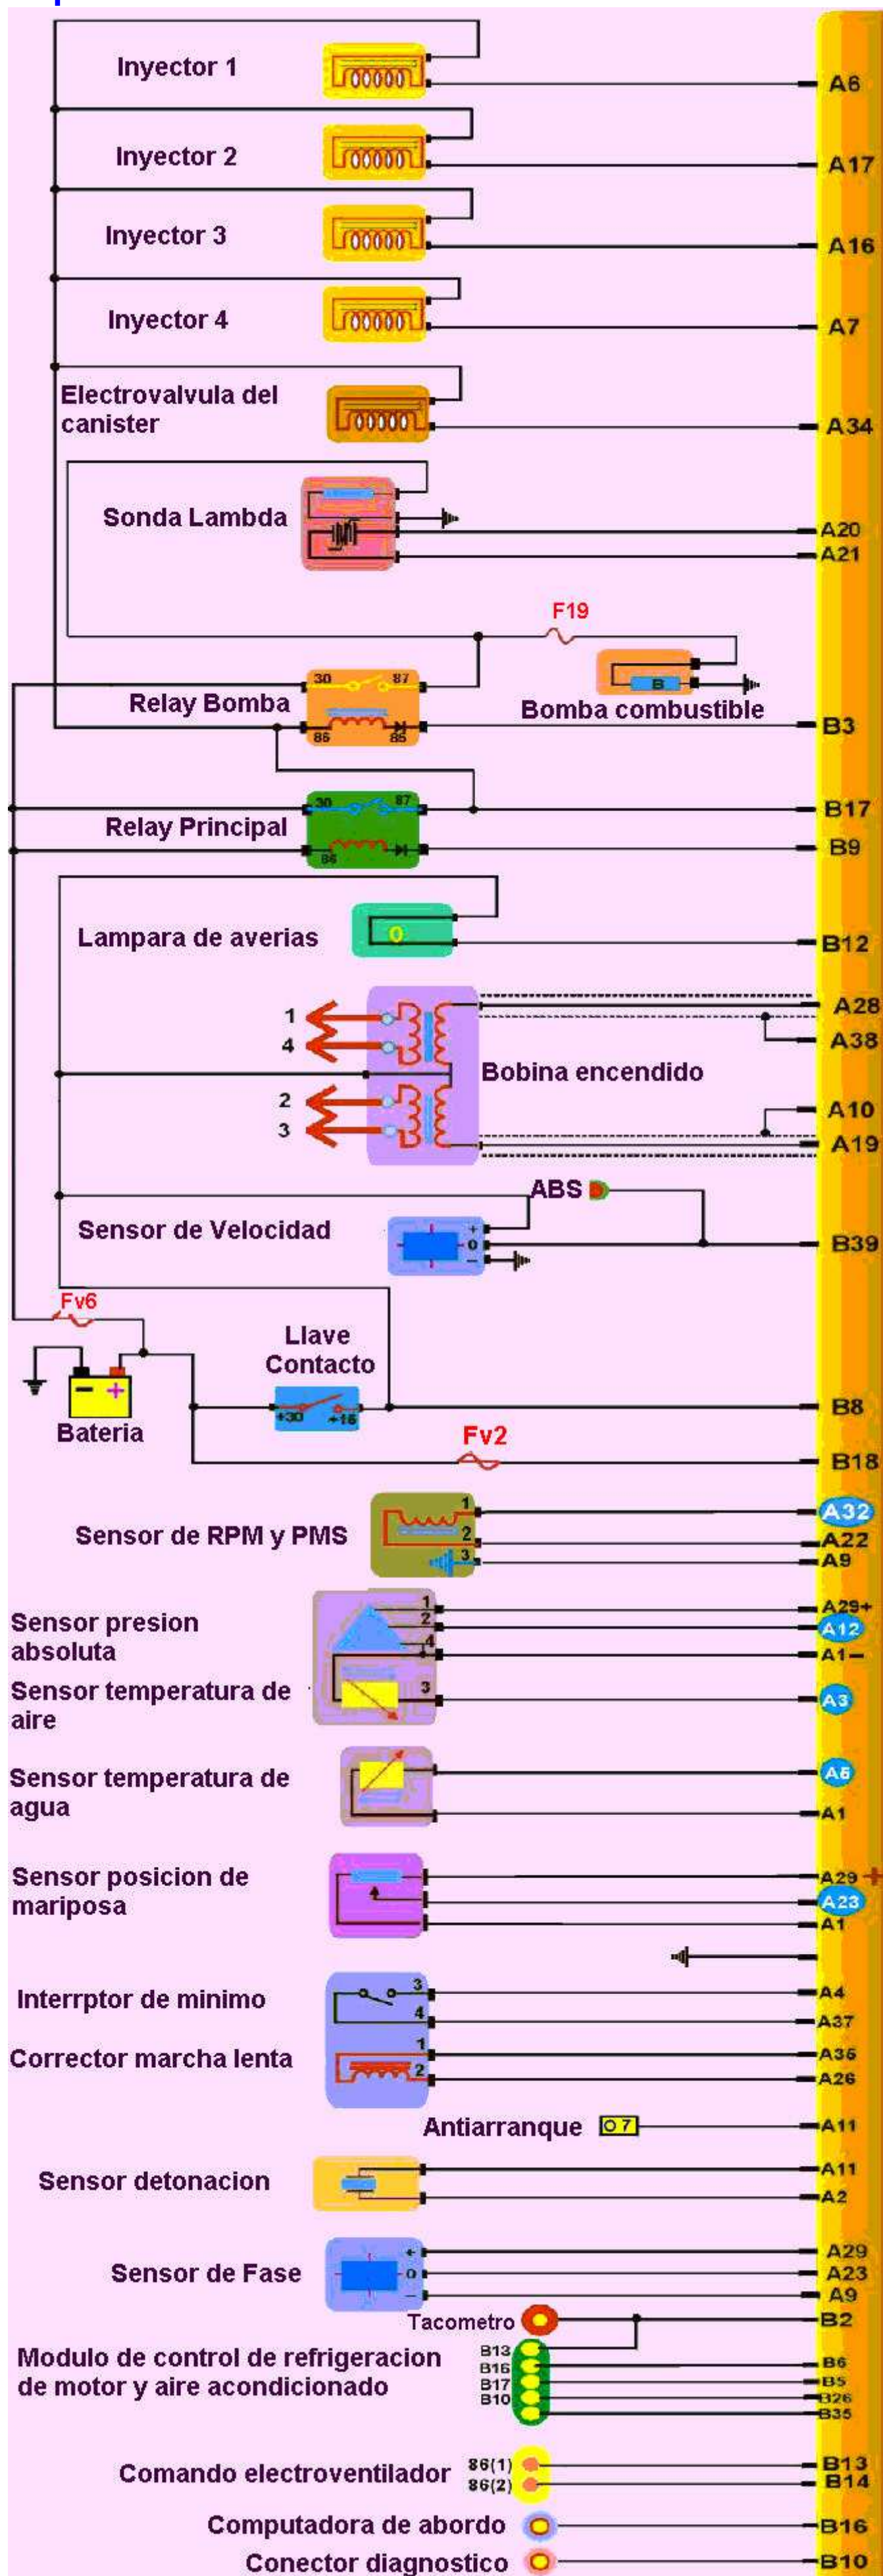 Inyector 1
A6
Inyector 2
A17
Inyector 3
A16
Inyector 4
A7
Electrovalvula del
canister
A34
Sonda Lambda
A20
A21
F19
30 87
Relay Bomba
86 85
B
Bomba combustible
B3
30 87
Relay Principal
86
B17
B9
Lampara de averias
0
B12
1
4
2
3
Bobina encendido
A28
A38
A10
A19
ABS
Sensor de Velocidad
+
0
−
B39
Fv6
Llave
Contacto
− +
Bateria
+30 +15
B8
Fv2
B18
Sensor de RPM y PMS
1
2
3
A32
A22
A9
Sensor presion
absoluta
1
2
4
A29+
A12
A1−
Sensor temperatura de
aire
3
A3
Sensor temperatura de
agua
A5
A1
Sensor posicion de
mariposa
A29 +
A23
A1
Interrptor de minimo
3
4
A4
A37
Corrector marcha lenta
1
2
A35
A26
Antiarranque
7
A11
Sensor detonacion
A11
A2
Sensor de Fase
+
0
−
A29
A23
A9
Tacometro
B2
Modulo de control de refrigeracion
de motor y aire acondicionado
B13
B16
B17
B10
B6
B5
B26
B35
Comando electroventilador
86(1)
86(2)
B13
B14
Computadora de abordo
B16
Conector diagnostico
B10